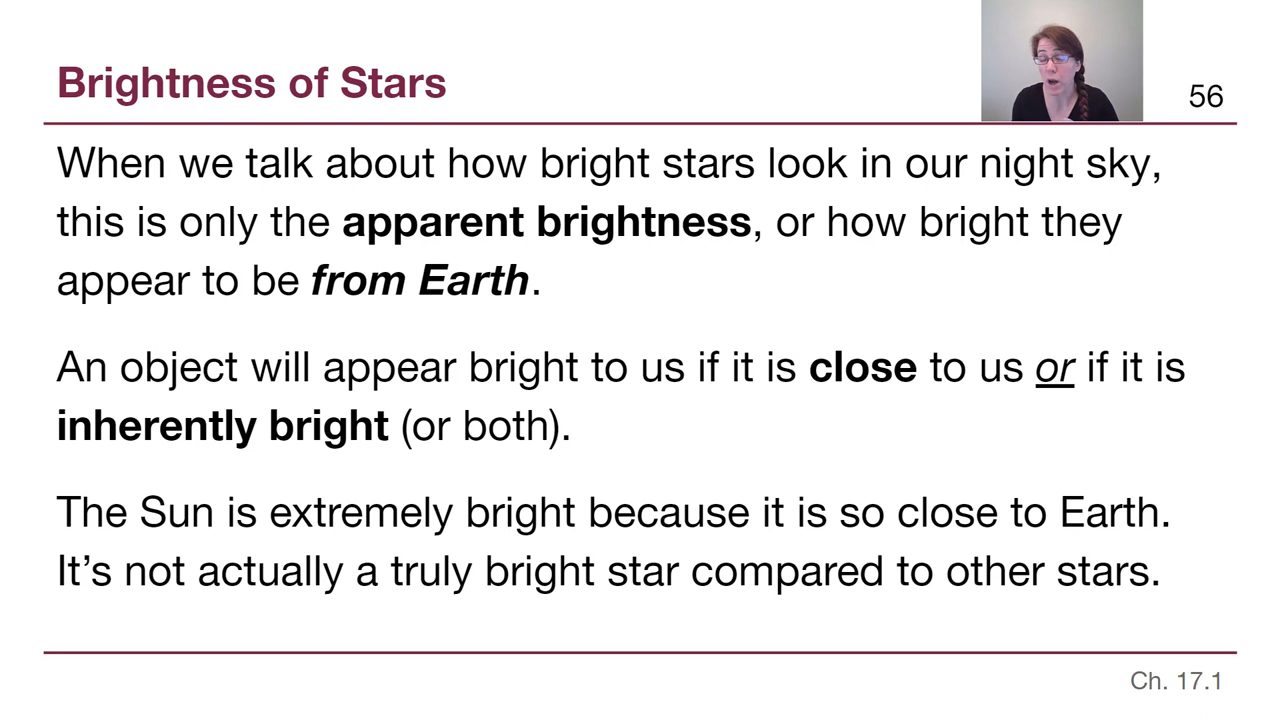 Brightness of Stars
56
When we talk about how bright stars look in our night sky,
this is only the apparent brightness, or how bright they
appear to be from Earth.
An object will appear bright to us if it is close to us or if it is
inherently bright (or both).
The Sun is extremely bright because it is so close to Earth.
It’s not actually a truly bright star compared to other stars.
Ch. 17.1